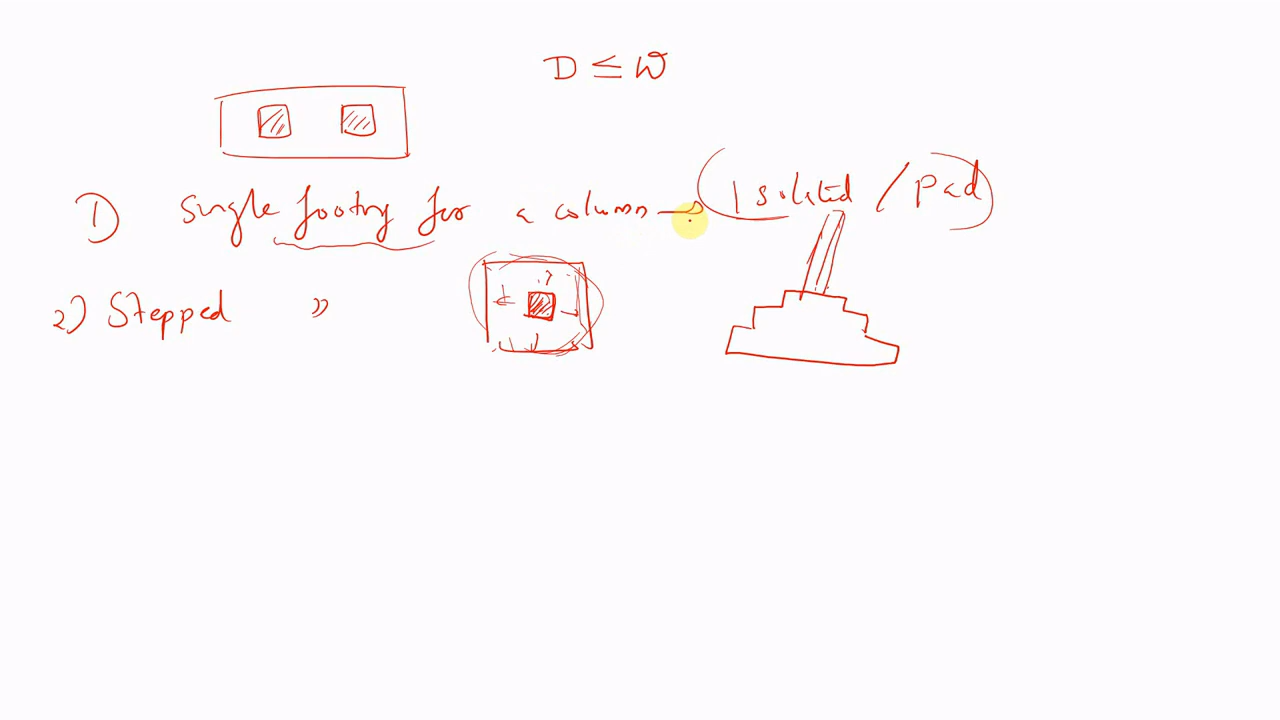 D ≤ W
1) Single footing for a column → (Isolated / Pad)
2) Stepped "